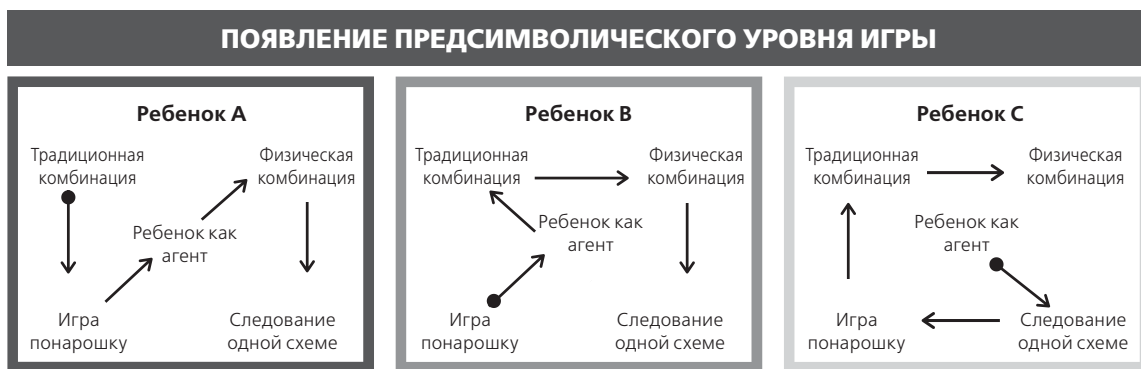 ПОЯВЛЕНИЕ ПРЕДСИМВОЛИЧЕСКОГО УРОВНЯ ИГРЫ
Ребенок А
Традиционная
комбинация
Физическая
комбинация
Ребенок как
агент
Игра
понарошку
Следование
одной схеме
Ребенок В
Традиционная
комбинация
Физическая
комбинация
Ребенок как
агент
Игра
понарошку
Следование
одной схеме
Ребенок С
Традиционная
комбинация
Физическая
комбинация
Ребенок как
агент
Игра
понарошку
Следование
одной схеме